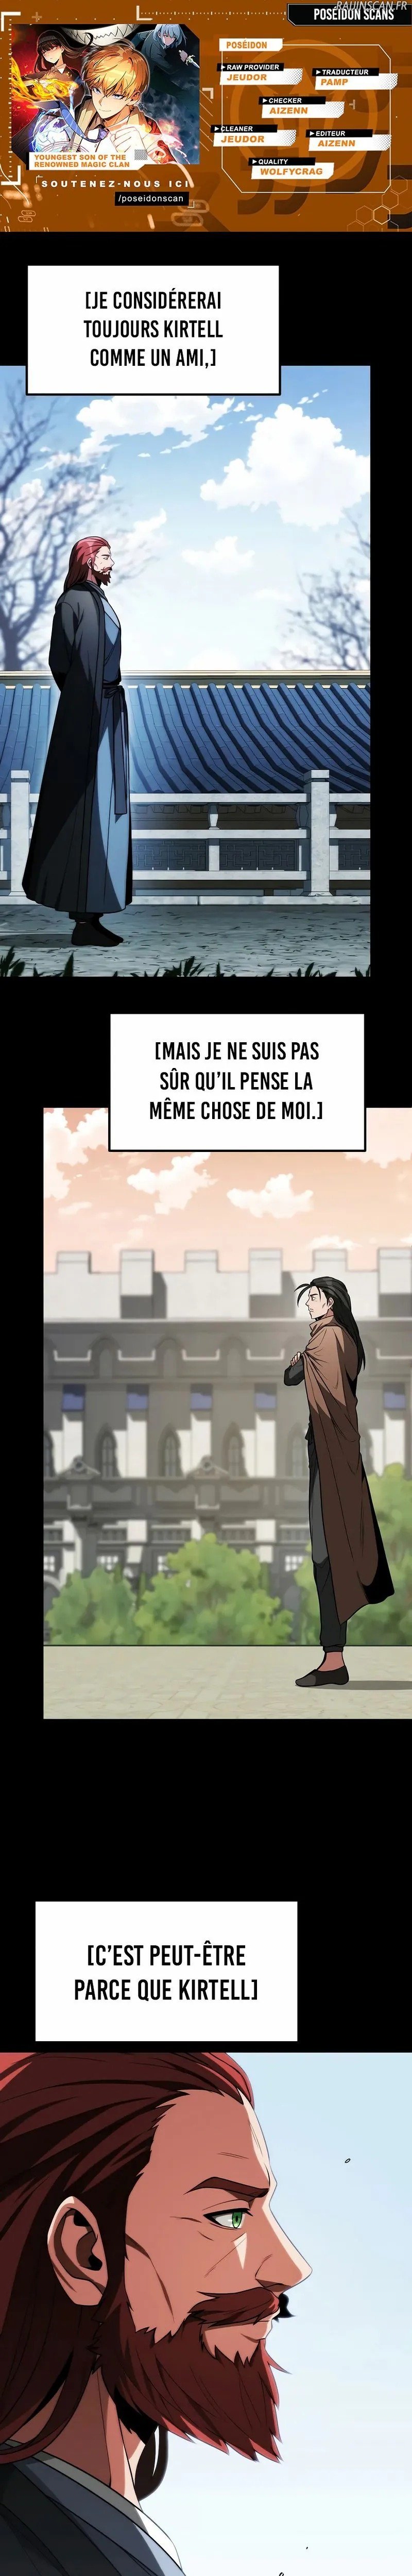 RAIJINSCAN.FR
POSÉIDON SCANS
POSÉIDON
▶RAW PROVIDER
JEUDOR
▶TRADUCTEUR
PAMP
▶CHECKER
AIZENN
▶CLEANER
JEUDOR
▶EDITEUR
AIZENN
▶QUALITY
WOLFYCRAG
YOUNGEST SON OF THE
RENOWNED MAGIC CLAN
SOUTENEZ-NOUS ICI
/poseidonscan
[JE CONSIDÉRERAI
TOUJOURS KIRTELL
COMME UN AMI,]
[MAIS JE NE SUIS PAS
SÛR QU'IL PENSE LA
MÊME CHOSE DE MOI.]
[C'EST PEUT-ÊTRE
PARCE QUE KIRTELL]